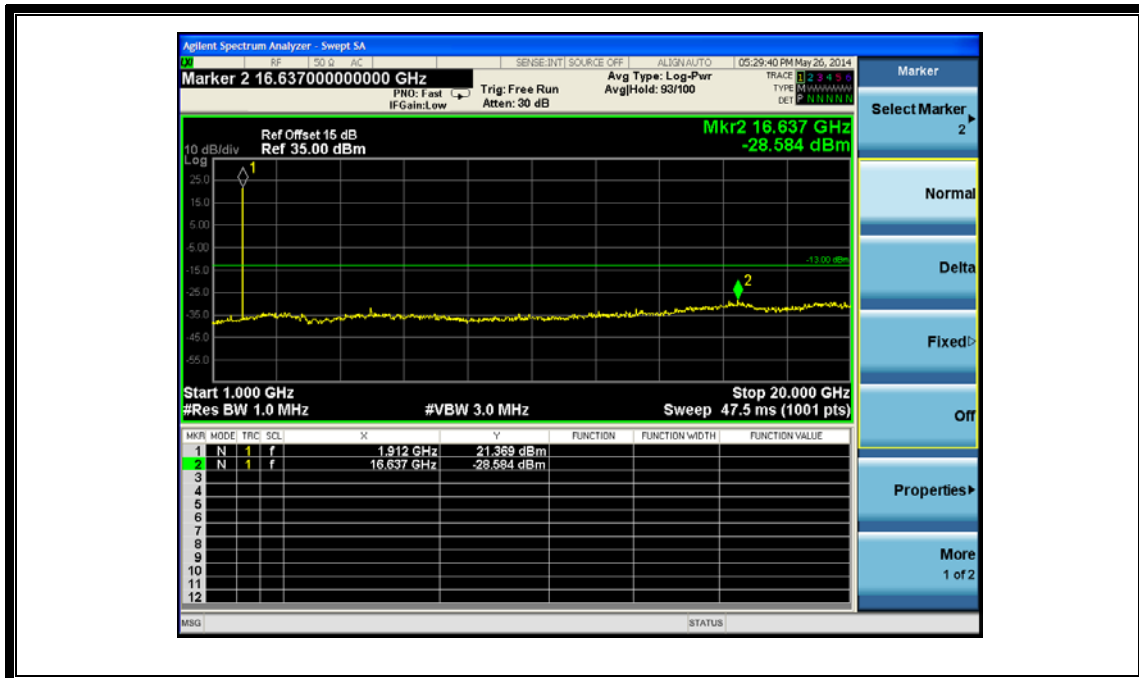 Agilent Spectrum Analyzer - Swept SA
RF 50 Ω AC SENSE:INT SOURCE OFF ALIGN AUTO 05:29:40 PM May 26, 2014
Marker 2 16.637000000000 GHz
PNO: Fast
IFGain:Low
Trig: Free Run
Atten: 30 dB
Avg Type: Log-Pwr
Avg|Hold: 93/100
TRACE 1 2 3 4 5 6
TYPE M WWWWW
DET P N N N N N
Mkr2 16.637 GHz
-28.584 dBm
Ref Offset 15 dB
10 dB/div Ref 35.00 dBm
Log
1
25.0
15.0
5.00
-5.00
-13.00 dBm
-15.0
2
-25.0
-35.0
-45.0
-55.0
Start 1.000 GHz Stop 20.000 GHz
#Res BW 1.0 MHz #VBW 3.0 MHz Sweep 47.5 ms (1001 pts)
MKR MODE TRC SCL X Y FUNCTION FUNCTION WIDTH FUNCTION VALUE
1 N 1 f 1.912 GHz 21.369 dBm
2 N 1 f 16.637 GHz -28.584 dBm
3
4
5
6
7
8
9
10
11
12
MSG STATUS
Marker
Select Marker
2
Normal
Delta
Fixed
Off
Properties
More
1 of 2